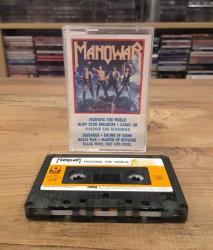 MANOWAR
FIGHTING THE WORLD
BLOW YOUR SPEAKERS • CARRY ON
VIOLENCE AND BLOODSHED
DEFENDER • DRUMS OF DOOM
HOLY WAR • MASTER OF REVENGE
BLACK WIND, FIRE AND STEEL
MANOWAR FIGHTING THE WORLD